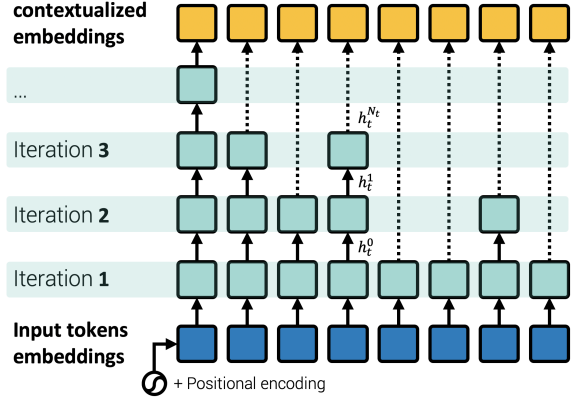 contextualized
embeddings
...
h_t^{N_t}
Iteration 3
h_t^1
Iteration 2
h_t^0
Iteration 1
Input tokens
embeddings
+ Positional encoding